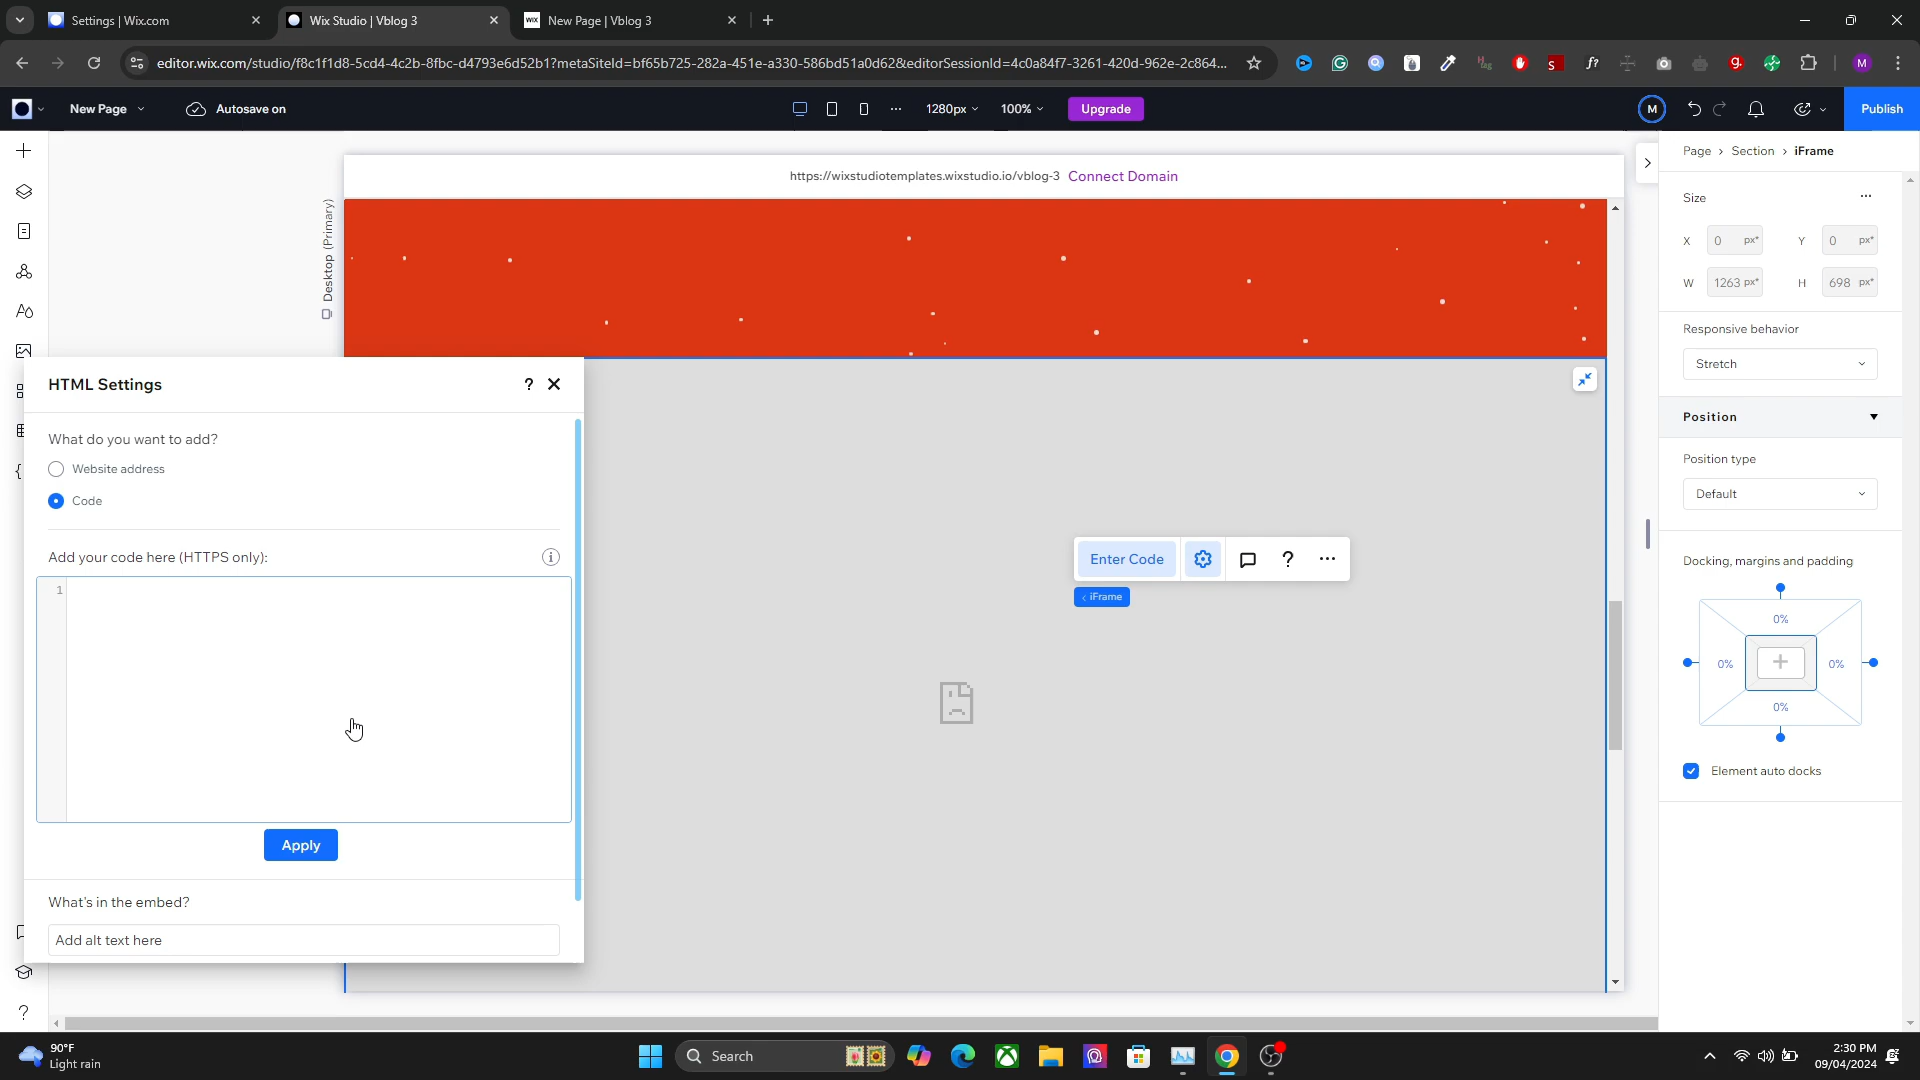 Settings | Wix.com
Wix Studio | Vblog 3
WIX New Page | Vblog 3
editor.wix.com/studio/f8c1f1d8-5cd4-4c2b-8fbc-d4793e6d52b1?metaSiteId=bf65b725-282a-451e-a330-586bd51a0d62&editorSessionId=4c0a84f7-3261-420d-962e-2c864...
New Page
Autosave on
1280px
100%
Upgrade
M
Publish
https://wixstudiotemplates.wixstudio.io/vblog-3 Connect Domain
Desktop (Primary)
Page > Section > iFrame
Size
X 0 px* Y 0 px*
W 1263 px* H 698 px*
Responsive behavior
Stretch
Position
Position type
Default
Docking, margins and padding
0%
0% 0%
0%
Element auto docks
HTML Settings ?
What do you want to add?
Website address
Code
Add your code here (HTTPS only):
1
Apply
What's in the embed?
Add alt text here
Enter Code
?
< iFrame
90°F
Light rain
Search
2:30 PM
09/04/2024